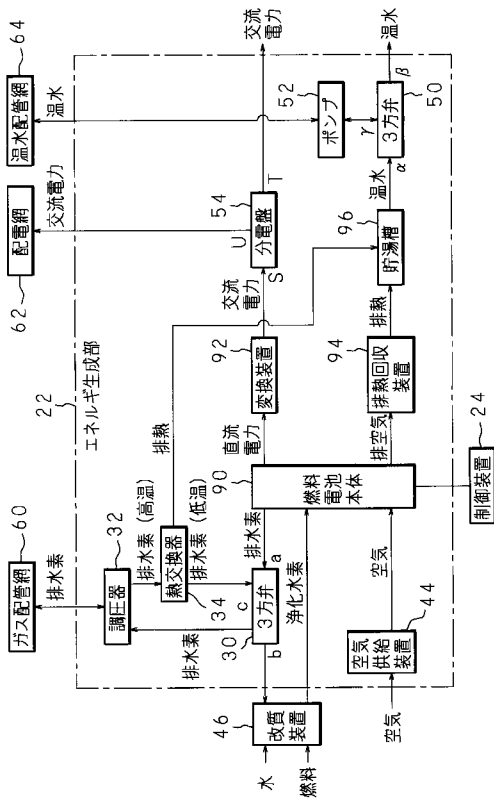 64
温水配管網
温水
62
配電網
交流電力
60
ガス配管網
排水素
22
エネルギ生成部
32
調圧器
排水素(高温)
熱交換器
34
排水素(低温)
排熱
排水素
c
3方弁
30
a
b
排水素
浄化水素
46
改質装置
水
燃料
90
燃料電池本体
直流電力
92
変換装置
交流電力
S
U
54
分電盤
T
交流電力
52
ポンプ
γ
3方弁
50
α
β
温水
温水
96
貯湯槽
排熱
94
排熱回収装置
排空気
空気
44
空気供給装置
空気
24
制御装置